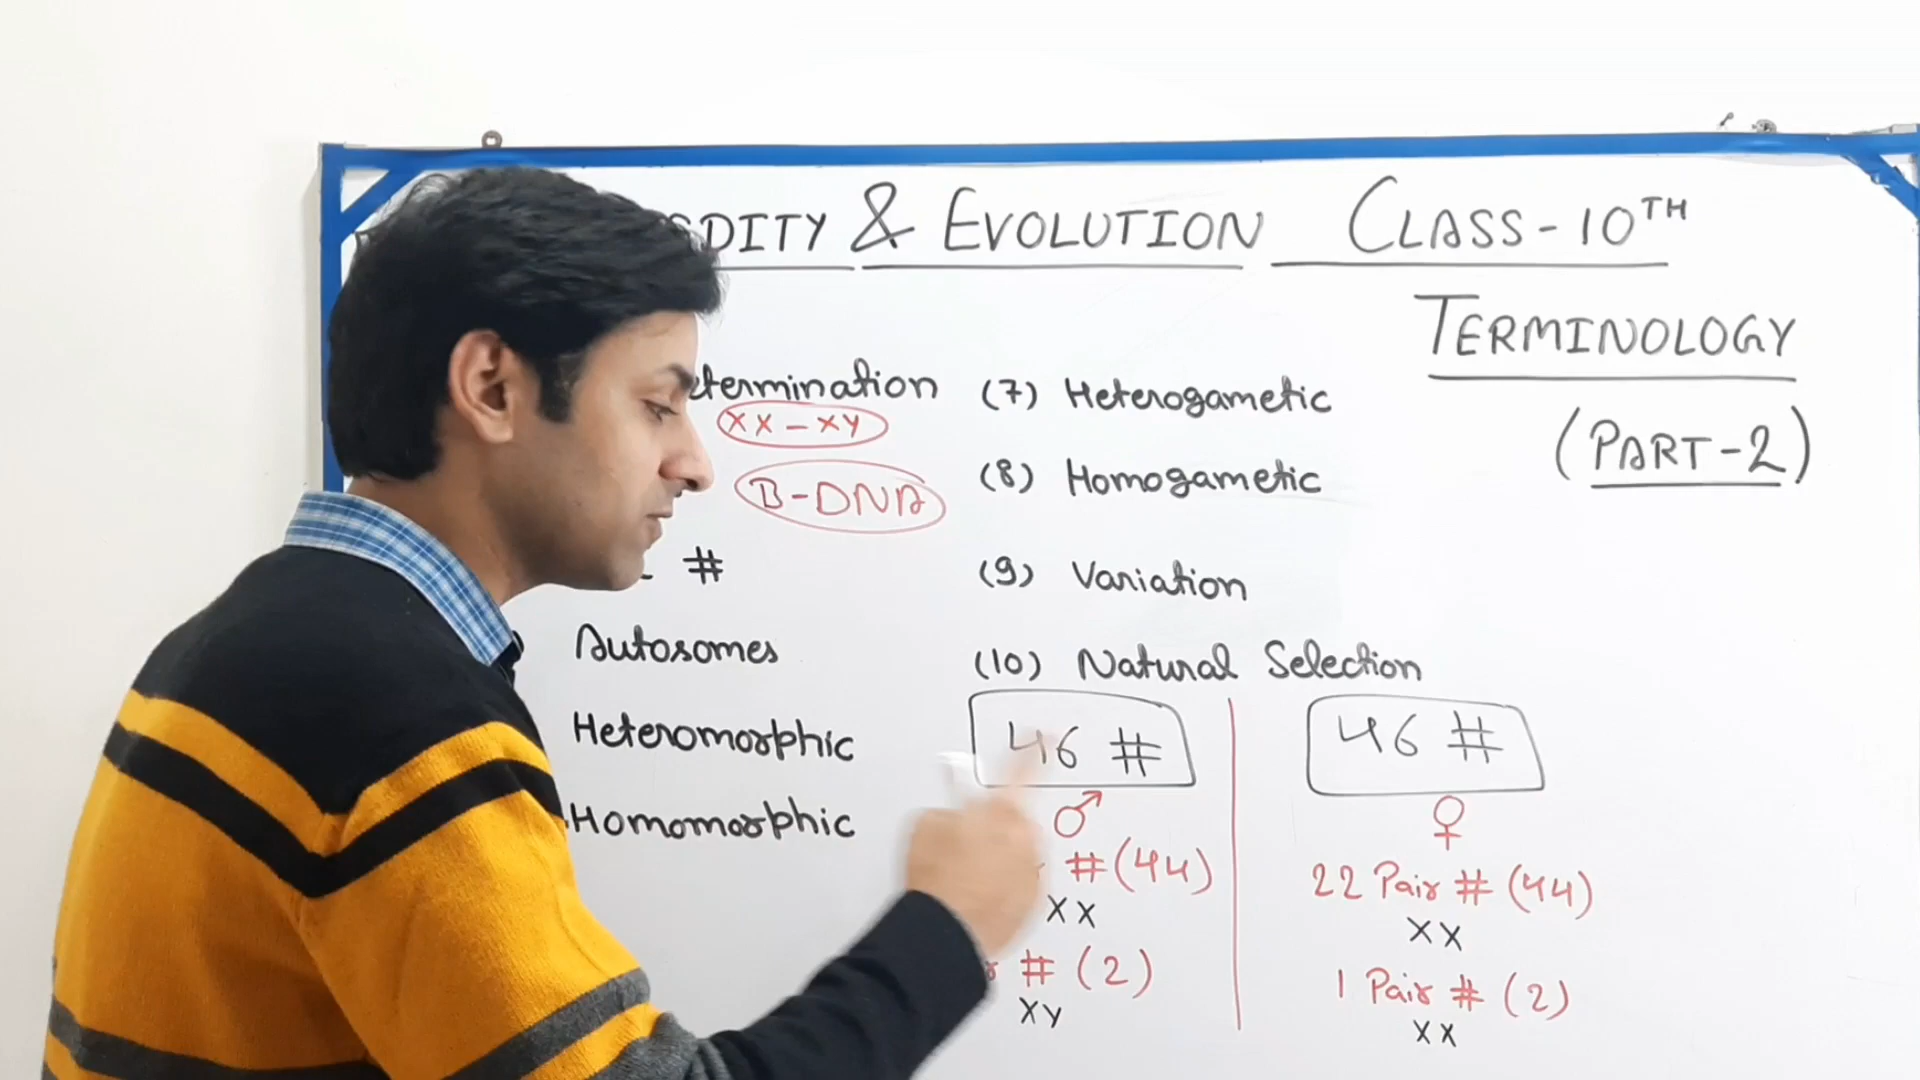 DITY & EVOLUTION CLASS-10TH
TERMINOLOGY
(PART-2)
termination
XX-XY
B-DNA
#
Autosomes
Heteromorphic
Homomorphic
(7) Heterogametic
(8) Homogametic
(9) Variation
(10) Natural Selection
46 #
♂
# (44)
XX
# (2)
XY
46 #
♀
22 Pair # (44)
XX
1 Pair # (2)
XX